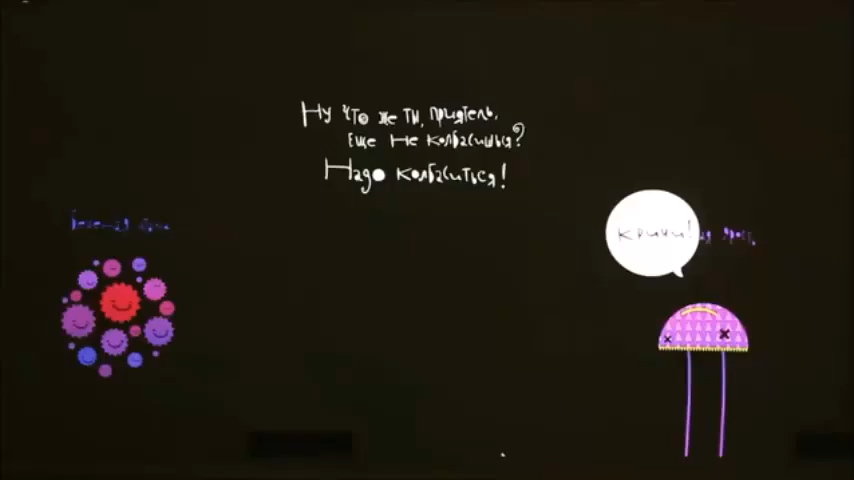 Ну что же ты, приятель,
еще не колбасишься?
Надо колбаситься!
кричи!